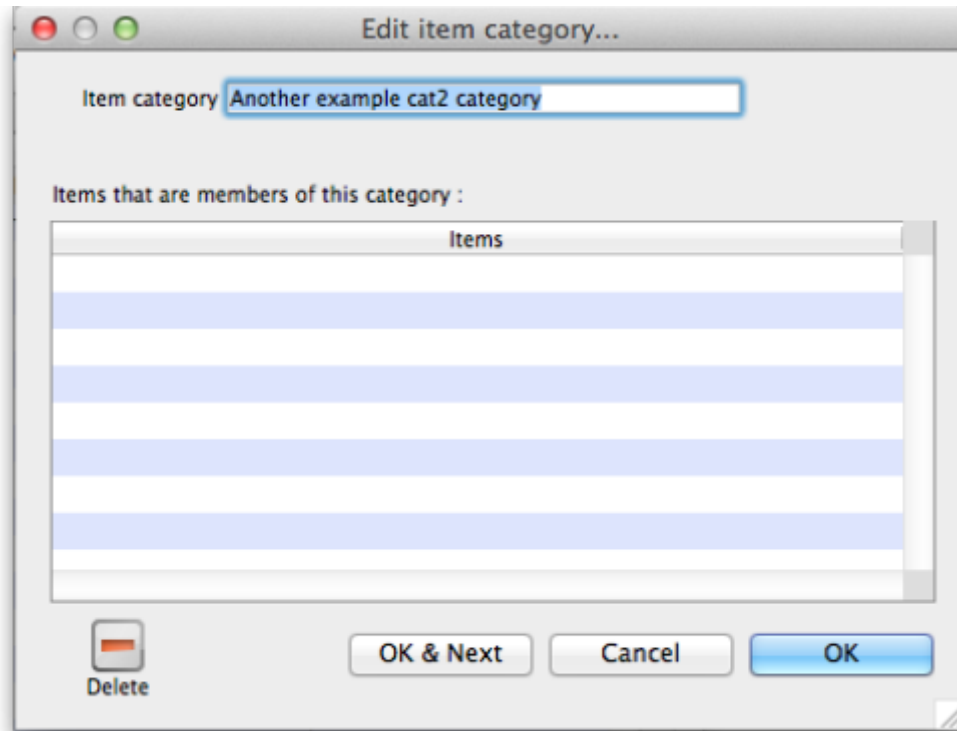 Edit item category...
Item category Another example cat2 category
Items that are members of this category :
Items
OK & Next Cancel OK
Delete